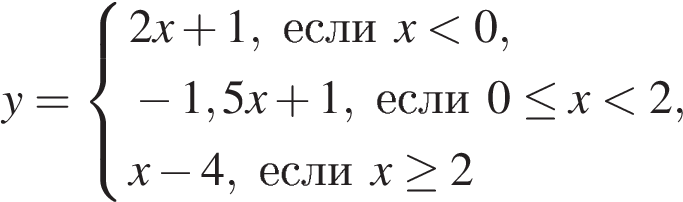 2x + 1, если x < 0,
y = { − 1,5x + 1, если 0 ≤ x < 2,
x − 4, если x ≥ 2